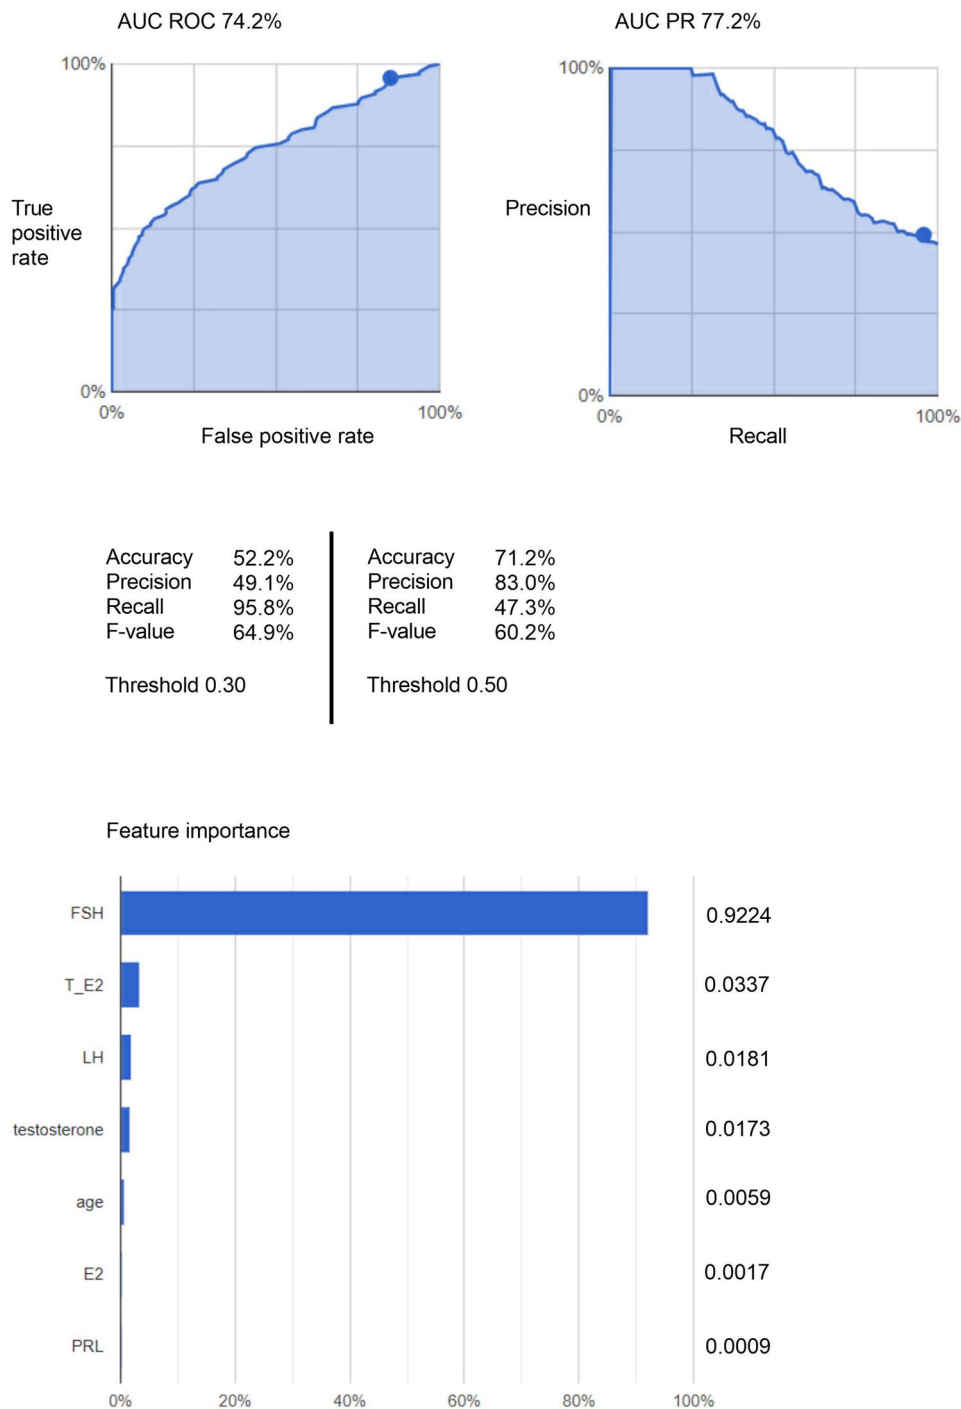 AUC ROC 74.2%
AUC PR 77.2%
100%
True
positive
rate
0%
0%
100%
False positive rate
100%
Precision
0%
0%
100%
Recall
Accuracy 52.2%
Precision 49.1%
Recall 95.8%
F-value 64.9%
Threshold 0.30
Accuracy 71.2%
Precision 83.0%
Recall 47.3%
F-value 60.2%
Threshold 0.50
Feature importance
FSH 0.9224
T_E2 0.0337
LH 0.0181
testosterone 0.0173
age 0.0059
E2 0.0017
PRL 0.0009
0% 20% 40% 60% 80% 100%